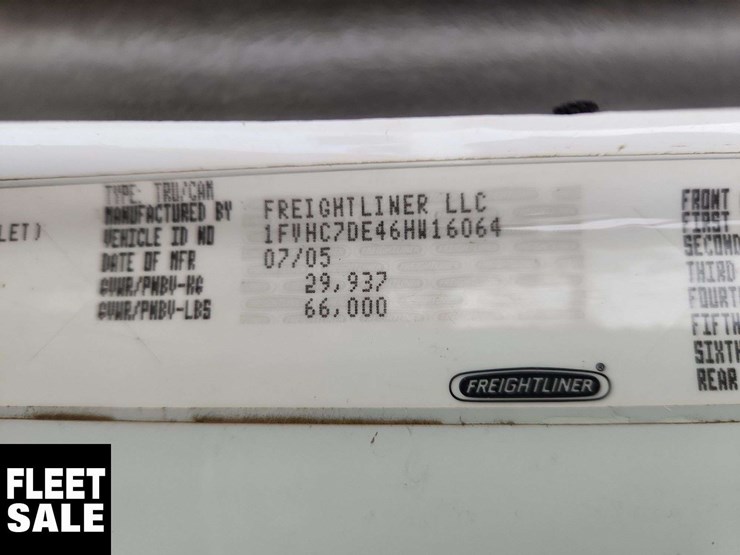 LET)
TYPE: TRU/CAM
MANUFACTURED BY FREIGHTLINER LLC
VEHICLE ID NO 1FVHC7DE46HW16064
DATE OF MFR 07/05
GVWR/PNBV-KG 29,937
GVWR/PNBV-LBS 66,000
FRONT
FIRST
SECOND
THIRD
FOURTH
FIFTH
SIXTH
REAR
FREIGHTLINER®
FLEET
SALE